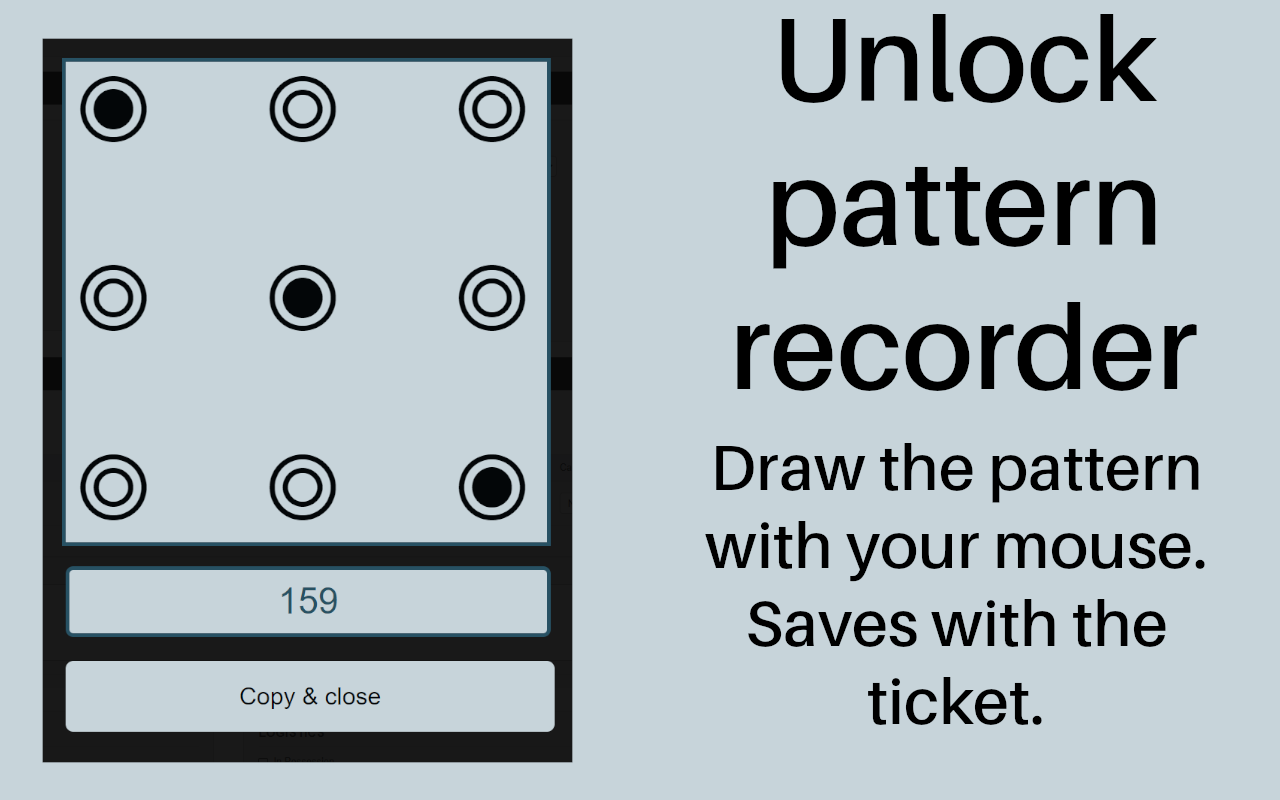 159
Copy & close
Unlock
pattern
recorder
Draw the pattern
with your mouse.
Saves with the
ticket.